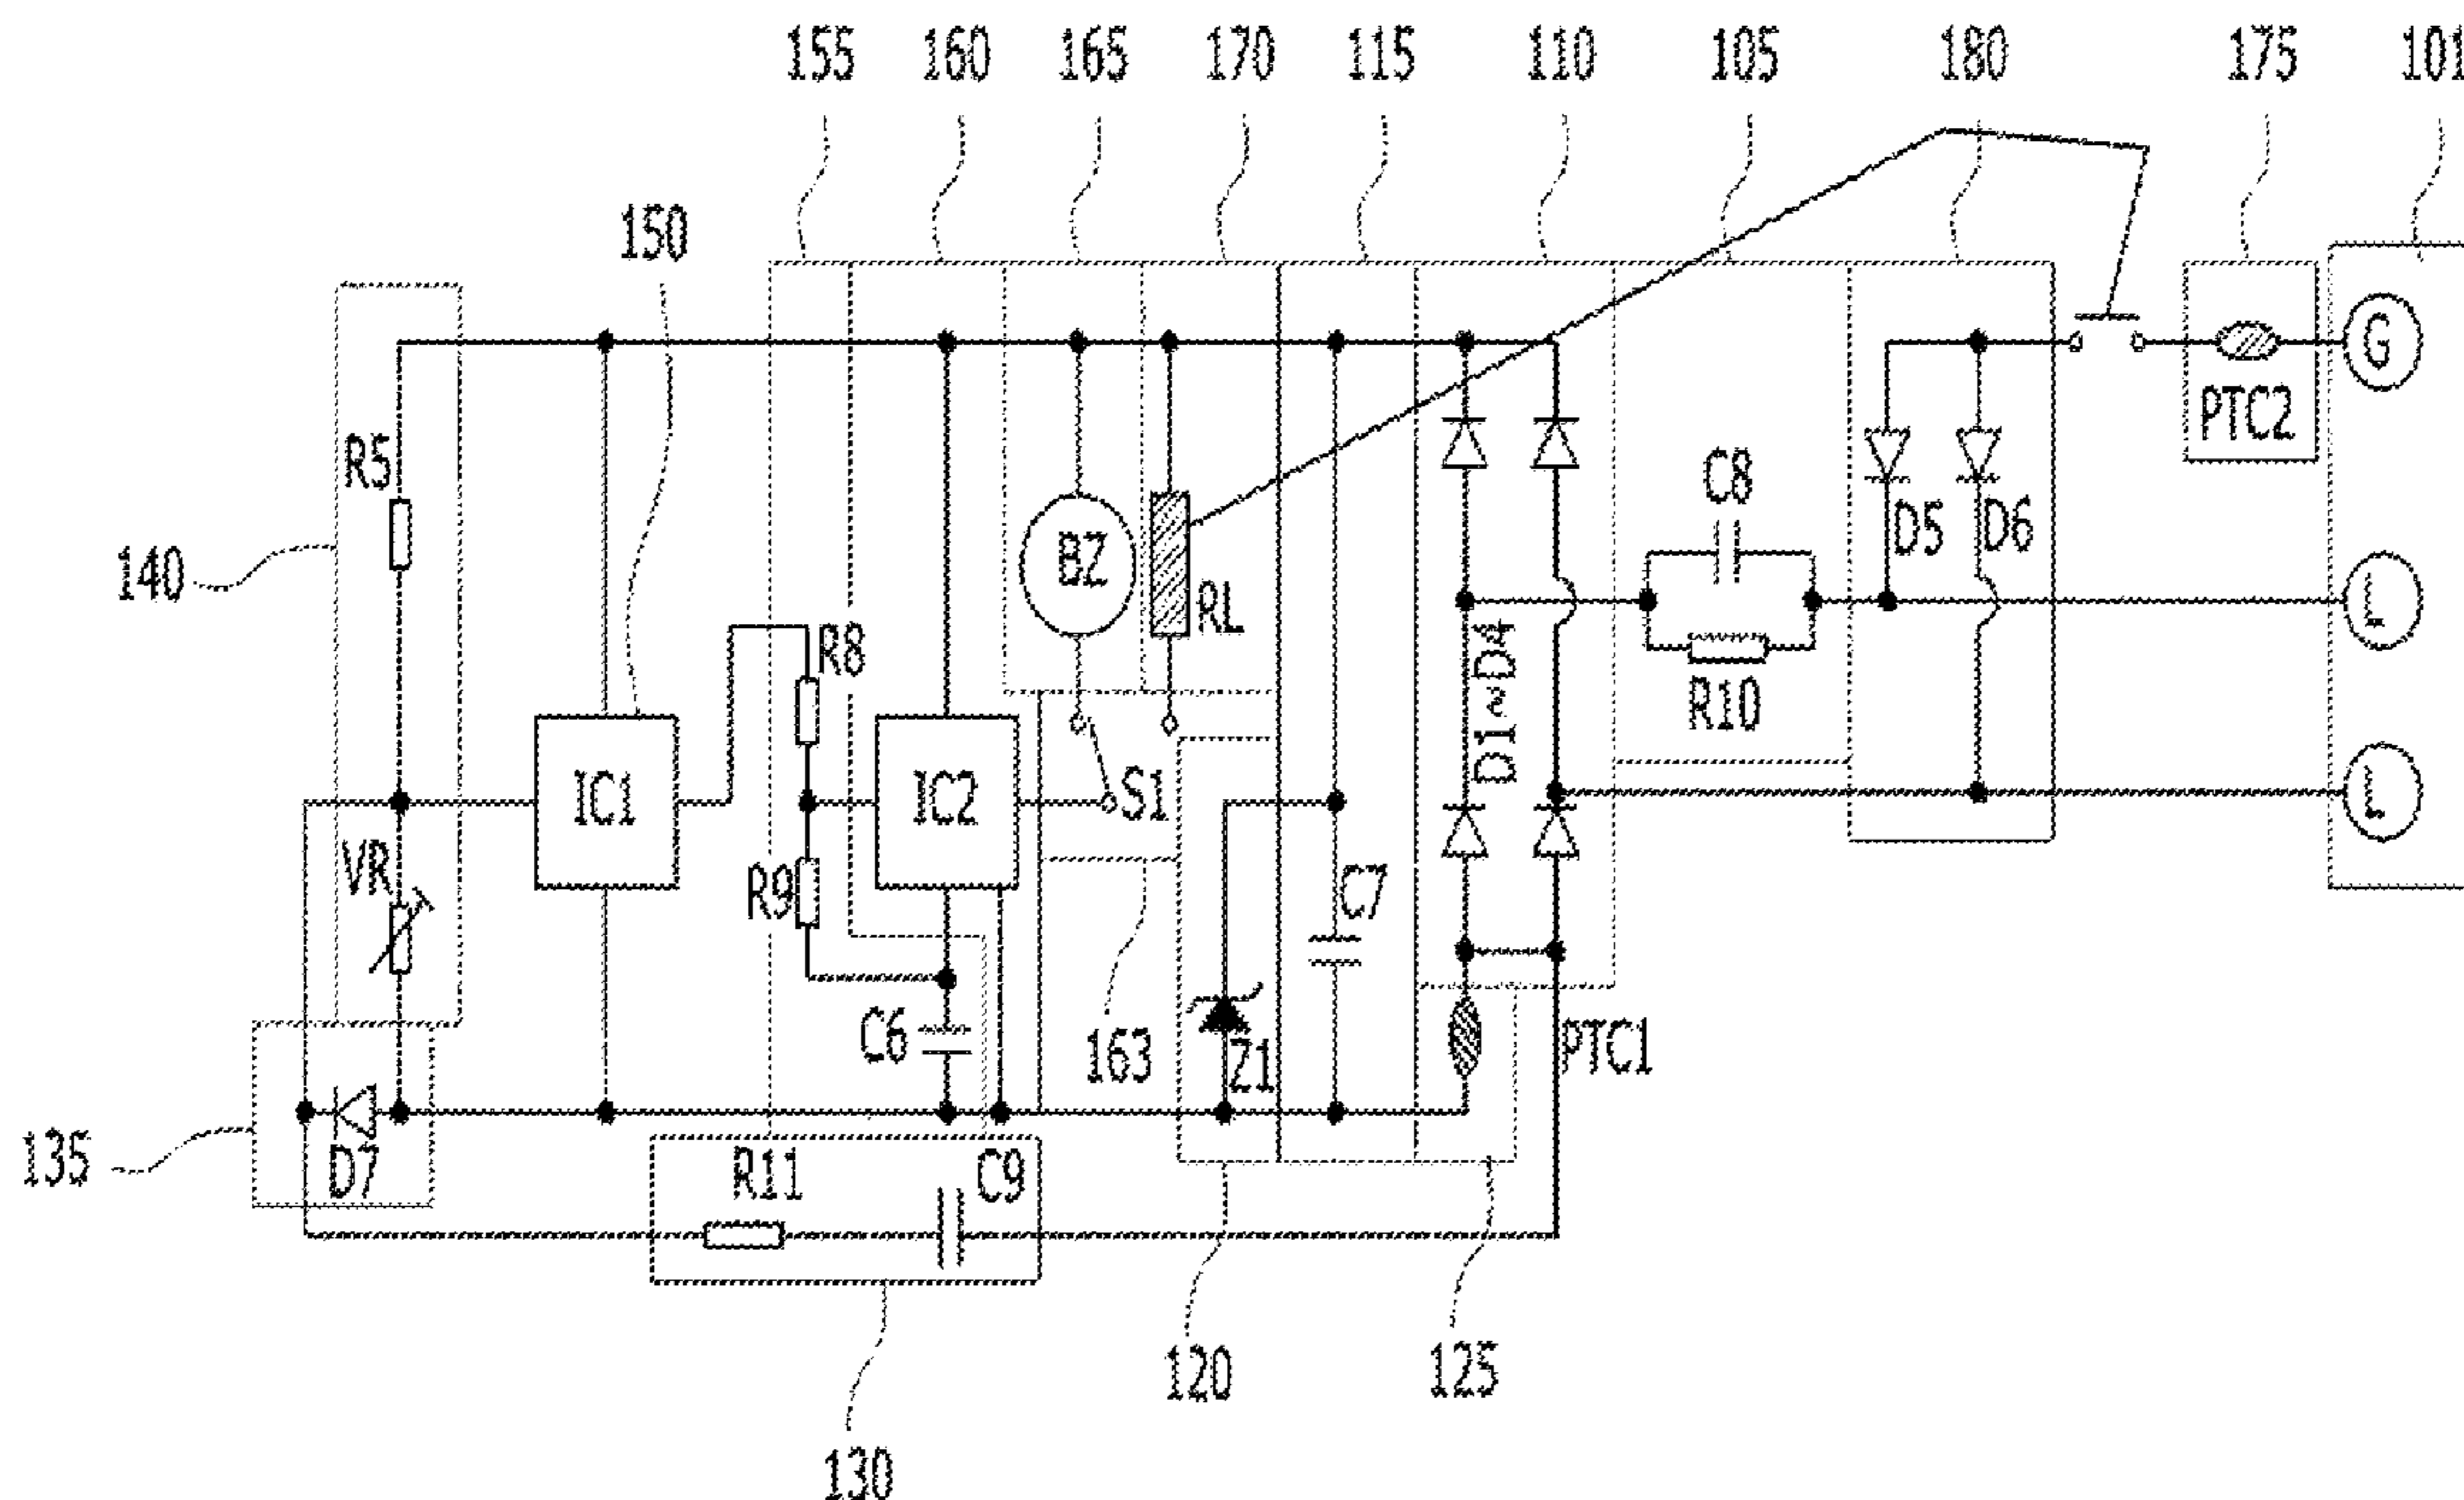 155 160 165 170 115 110 105 180 175 101
150
G
PTC2
R5
C8
D5 D6
140
BZ
RL
L
R8
D1~D4
R10
IC1
IC2
S1
L
VR
R9
C7
C6
163
Z1
PTC1
135
D7
R11
C9
120
125
130